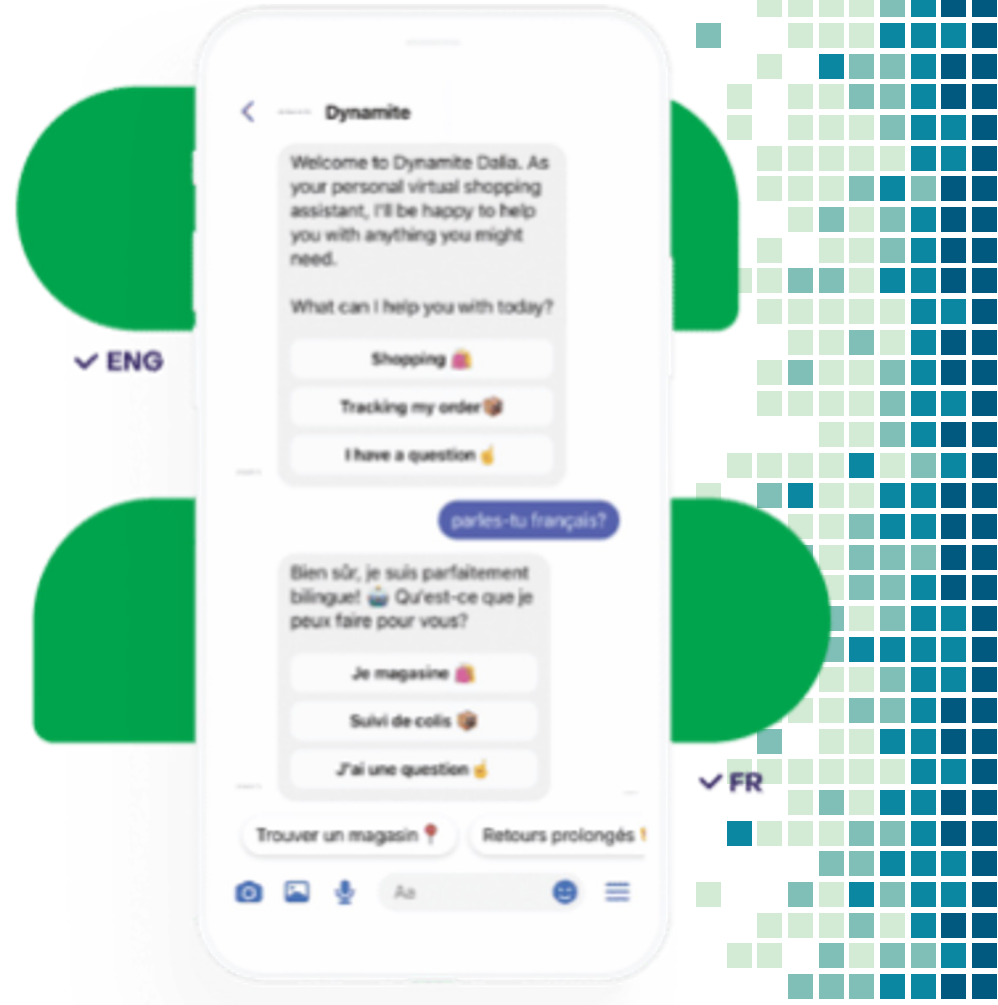 Dynamite
Welcome to Dynamite Dalia. As
your personal virtual shopping
assistant, I'll be happy to help
you with anything you might
need.
What can I help you with today?
Shopping 🛍️
Tracking my order📦
I have a question ☝️
ENG
parles-tu français?
Bien sûr, je suis parfaitement
bilingue! 🤖 Qu'est-ce que je
peux faire pour vous?
Je magasine 🛍️
Suivi de colis 📦
J'ai une question ☝️
FR
Trouver un magasin 📍
Retours prolongés
Aa